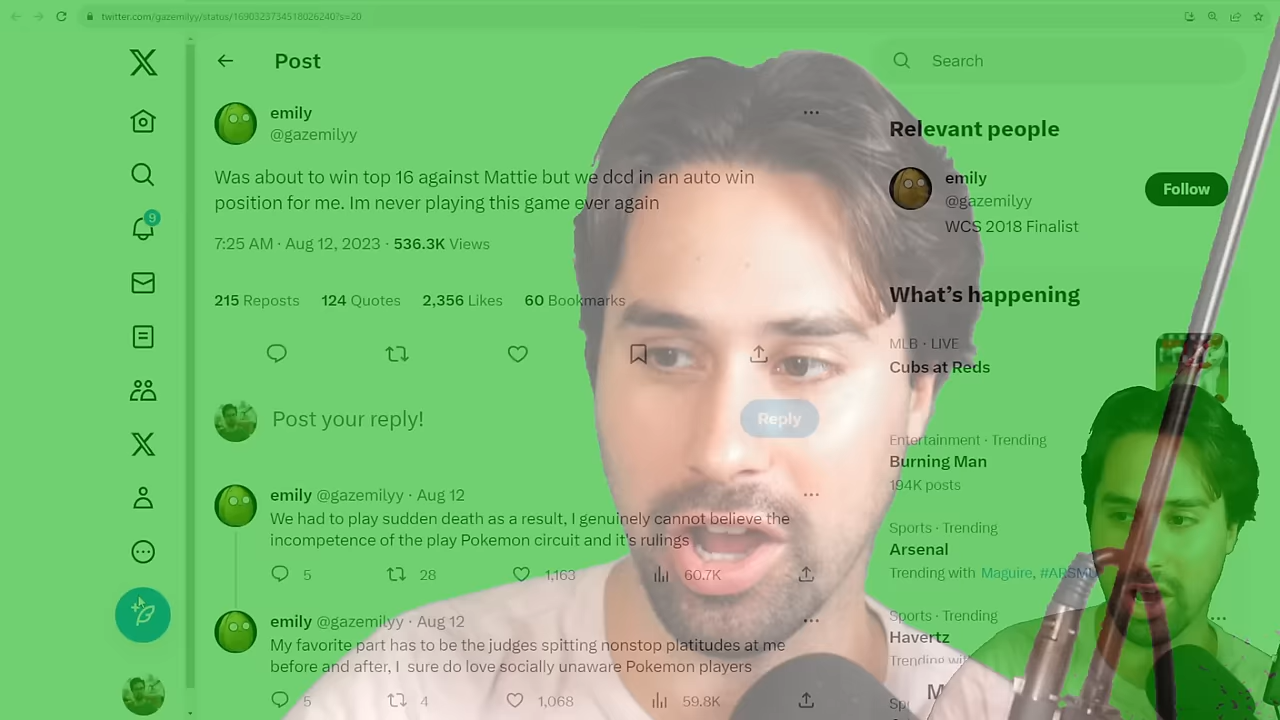 twitter.com/gazemilyy/status/1690323734518026240?s=20
Post
Search
emily
@gazemilyy
Was about to win top 16 against Mattie but we dcd in an auto win
position for me. Im never playing this game ever again
7:25 AM · Aug 12, 2023 · 536.3K Views
215 Reposts 124 Quotes 2,356 Likes 60 Bookmarks
9
Post your reply!
Reply
emily @gazemilyy · Aug 12
We had to play sudden death as a result, I genuinely cannot believe the
incompetence of the play Pokemon circuit and it's rulings
5 28 1,163 60.7K
emily @gazemilyy · Aug 12
My favorite part has to be the judges spitting nonstop platitudes at me
before and after, I sure do love socially unaware Pokemon players
5 4 1,068 59.8K
Relevant people
emily
@gazemilyy
Follow
WCS 2018 Finalist
What's happening
MLB · LIVE
Cubs at Reds
Entertainment · Trending
Burning Man
194K posts
Sports · Trending
Arsenal
Trending with Maguire, #ARSM
Sports · Trending
Havertz
Trending